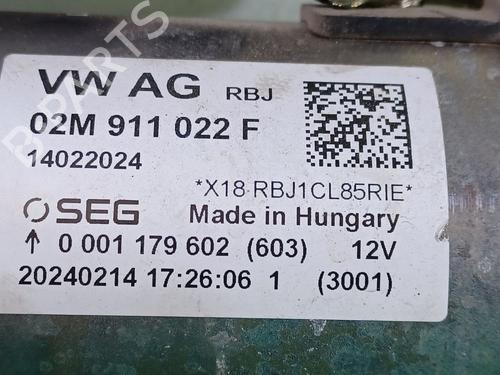 VW AG RBJ
02M 911 022 F
14022024
*X18 RBJ1CL85RIE*
SEG Made in Hungary
↑ 0 001 179 602 (603) 12V
20240214 17:26:06 1 (3001)
B PARTS